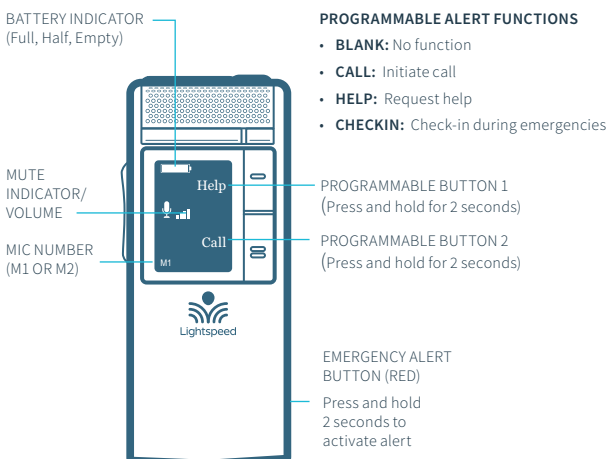 BATTERY INDICATOR
(Full, Half, Empty)
PROGRAMMABLE ALERT FUNCTIONS
• BLANK: No function
• CALL: Initiate call
• HELP: Request help
• CHECKIN: Check-in during emergencies
MUTE
INDICATOR/
VOLUME
MIC NUMBER
(M1 OR M2)
Help
Call
M1
Lightspeed
PROGRAMMABLE BUTTON 1
(Press and hold for 2 seconds)
PROGRAMMABLE BUTTON 2
(Press and hold for 2 seconds)
EMERGENCY ALERT
BUTTON (RED)
Press and hold
2 seconds to
activate alert